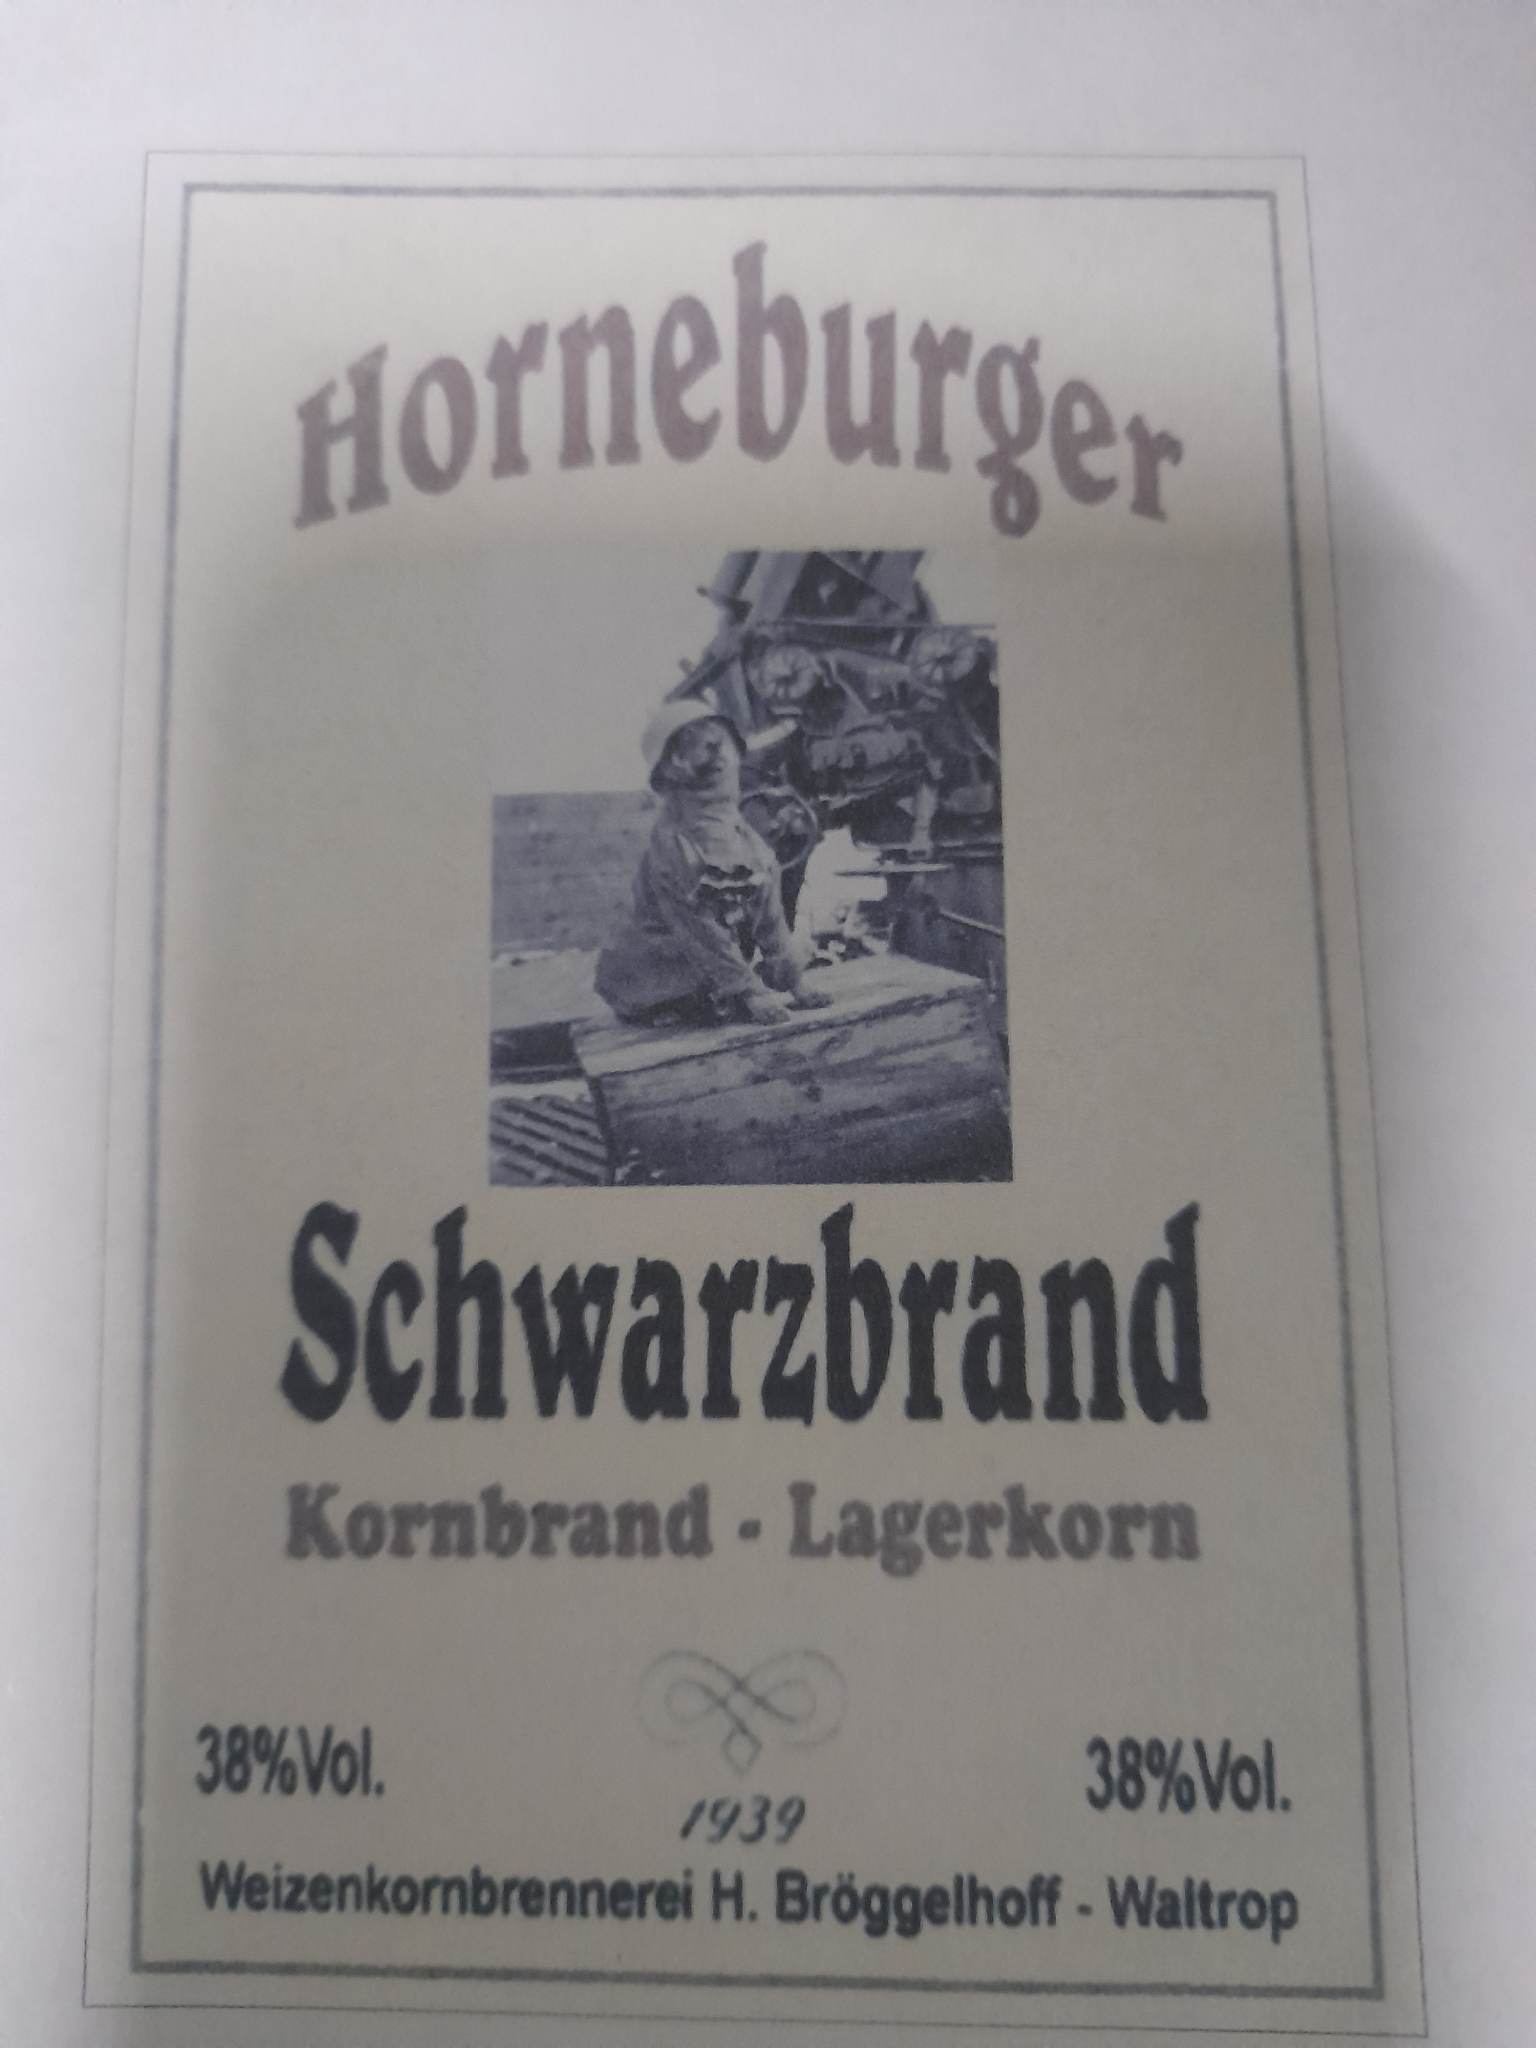 Horneburger
Schwarzbrand
Kornbrand - Lagerkorn
38%Vol.
38%Vol.
1939
Weizenkornbrennerei H. Bröggelhoff - Waltrop